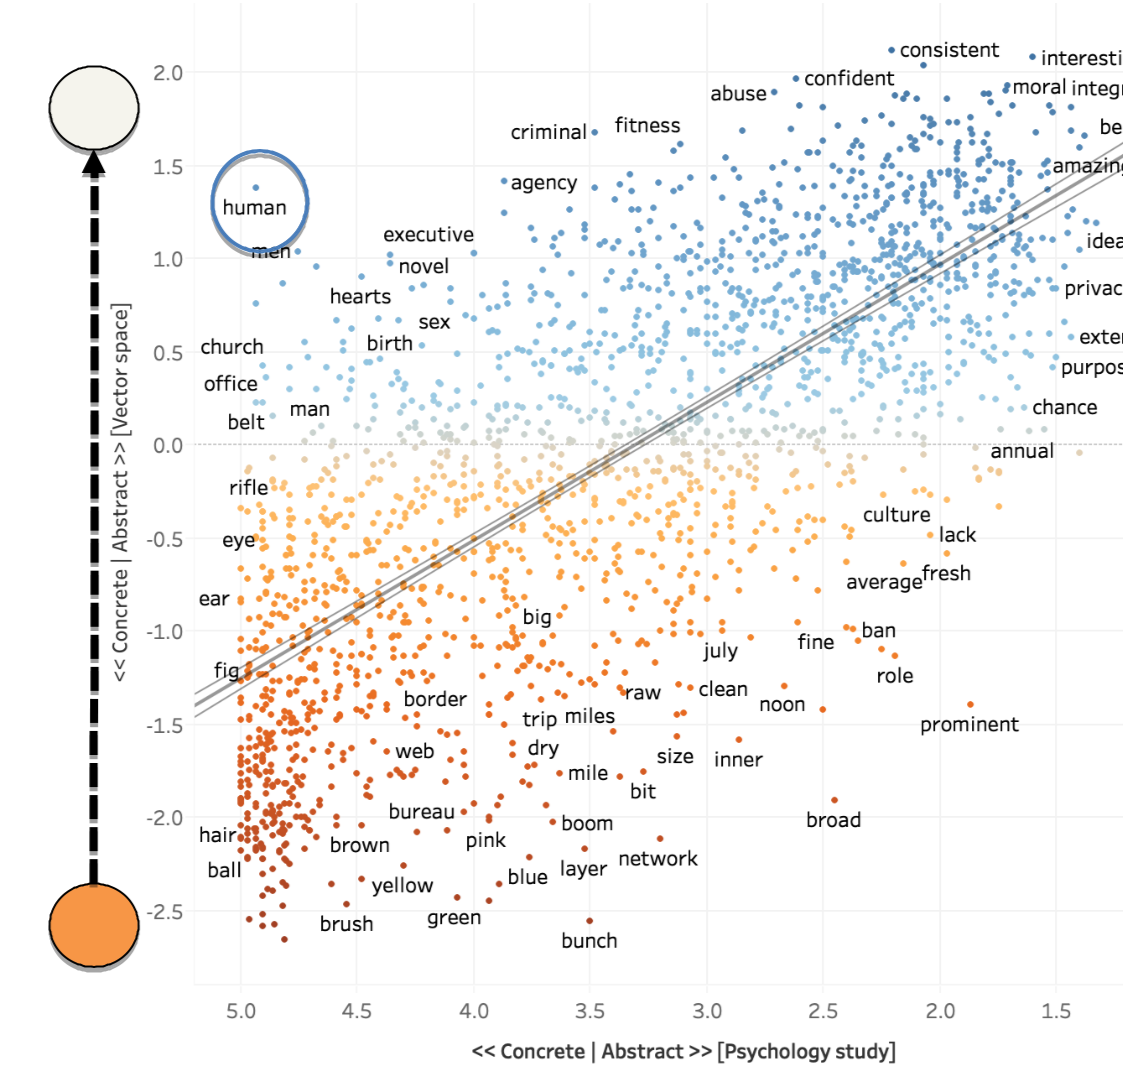 consistent
interesti
2.0
confident
moral
integr
abuse
criminal
fitness
be
1.5
amazing
agency
human
executive
men
idea
1.0
novel
hearts
privac
sex
exter
birth
church
0.5
purpos
office
man
chance
belt
0.0
annual
rifle
culture
-0.5
eye
lack
fresh
average
ear
big
-1.0
ban
fine
july
fig
role
raw
clean
border
noon
trip
miles
prominent
-1.5
dry
web
size
inner
mile
bit
bureau
-2.0
boom
broad
hair
pink
brown
network
ball
layer
blue
yellow
-2.5
green
brush
bunch
<< Concrete | Abstract >> [Vector space]
5.0 4.5 4.0 3.5 3.0 2.5 2.0 1.5
<< Concrete | Abstract >> [Psychology study]